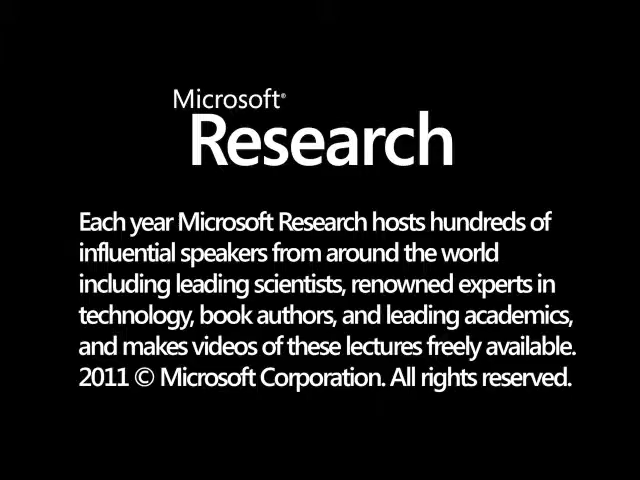 Microsoft®
Research
Each year Microsoft Research hosts hundreds of
influential speakers from around the world
including leading scientists, renowned experts in
technology, book authors, and leading academics,
and makes videos of these lectures freely available.
2011 © Microsoft Corporation. All rights reserved.